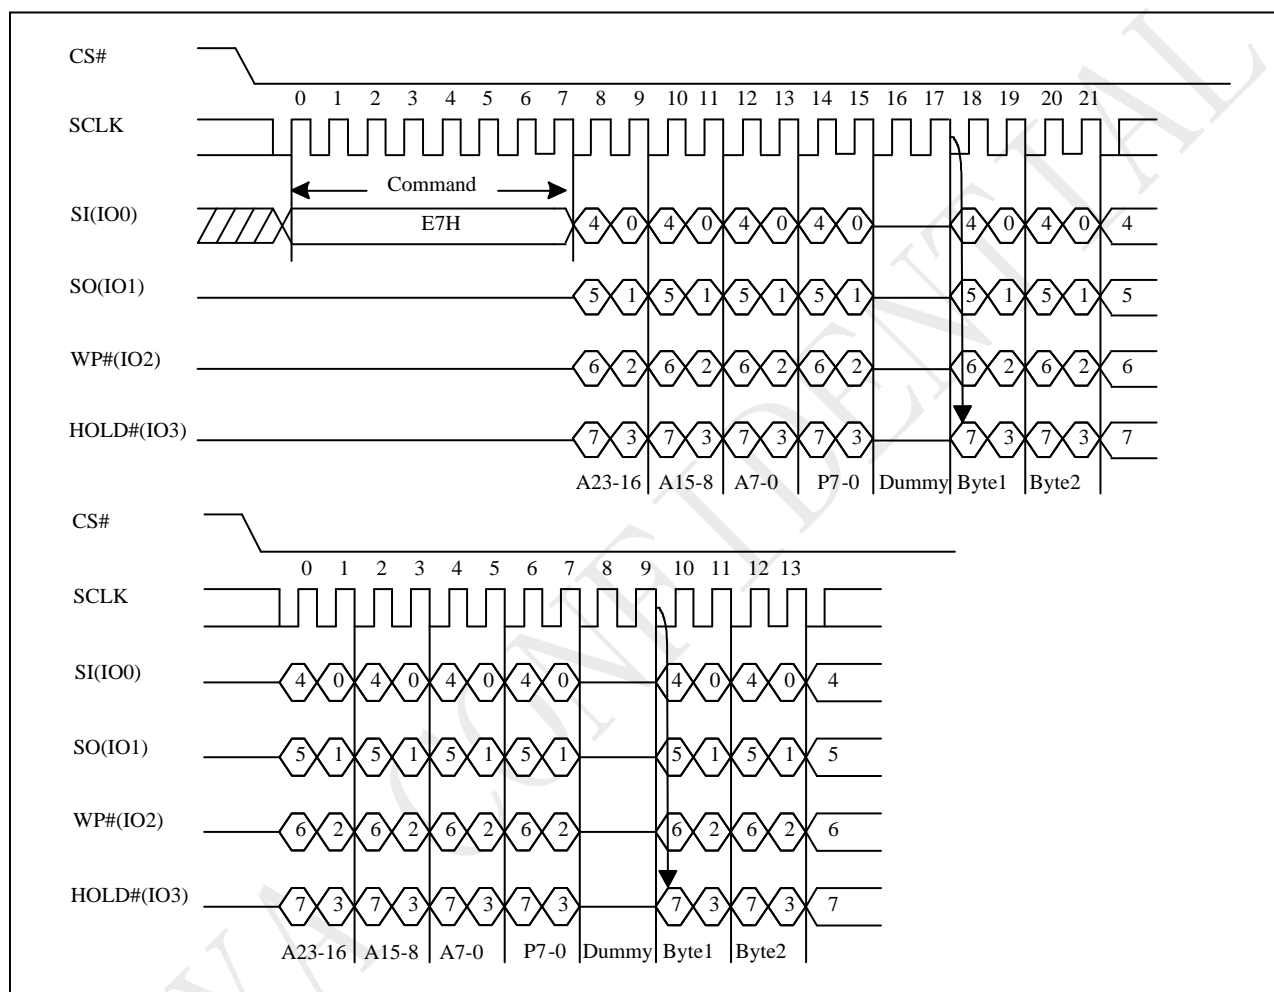 CS#
0 1 2 3 4 5 6 7 8 9 10 11 12 13 14 15 16 17 18 19 20 21
SCLK
Command
SI(IO0) E7H 4 0 4 0 4 0 4 0 4 0 4 0 4
SO(IO1) 5 1 5 1 5 1 5 1 5 1 5 1 5
WP#(IO2) 6 2 6 2 6 2 6 2 6 2 6 2 6
HOLD#(IO3) 7 3 7 3 7 3 7 3 7 3 7 3 7
A23-16 A15-8 A7-0 P7-0 Dummy Byte1 Byte2
CS#
0 1 2 3 4 5 6 7 8 9 10 11 12 13
SCLK
SI(IO0) 4 0 4 0 4 0 4 0 4 0 4 0 4
SO(IO1) 5 1 5 1 5 1 5 1 5 1 5 1 5
WP#(IO2) 6 2 6 2 6 2 6 2 6 2 6 2 6
HOLD#(IO3) 7 3 7 3 7 3 7 3 7 3 7 3 7
A23-16 A15-8 A7-0 P7-0 Dummy Byte1 Byte2
CONFIDENTIAL